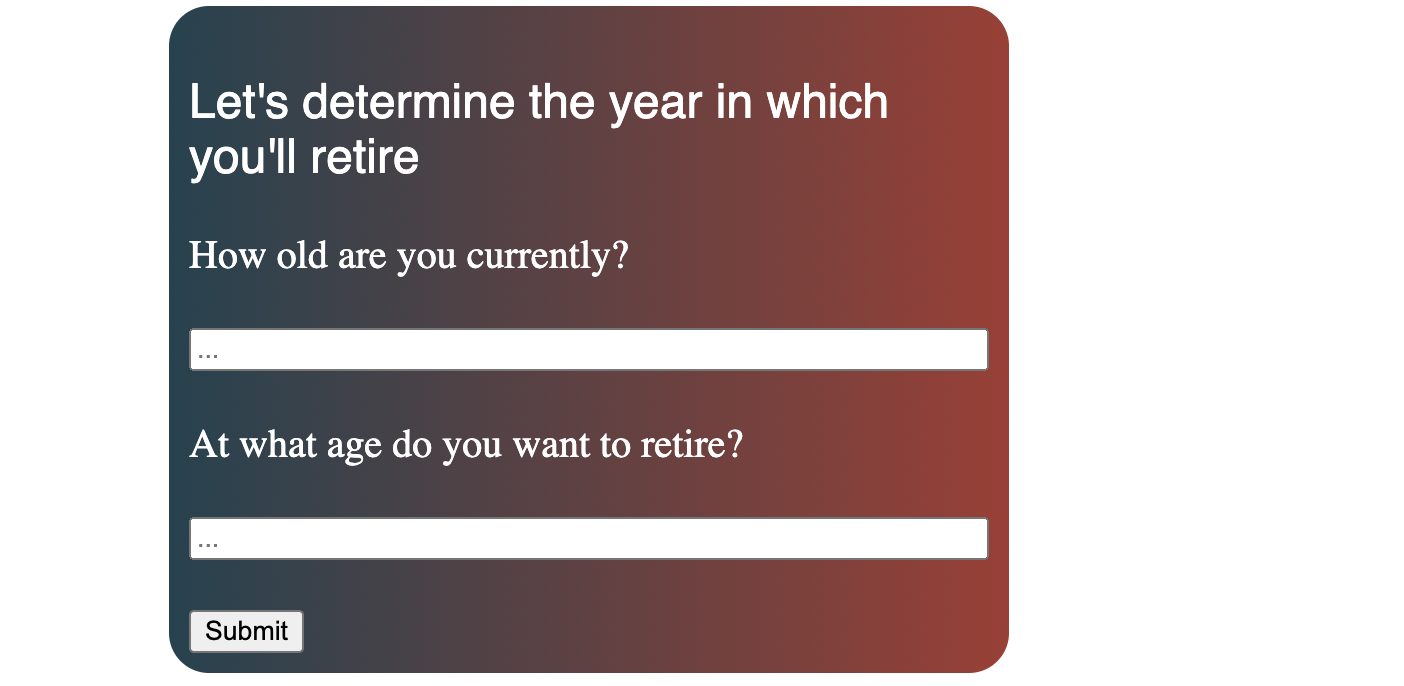 Let's determine the year in which
you'll retire
How old are you currently?
...
At what age do you want to retire?
...
Submit